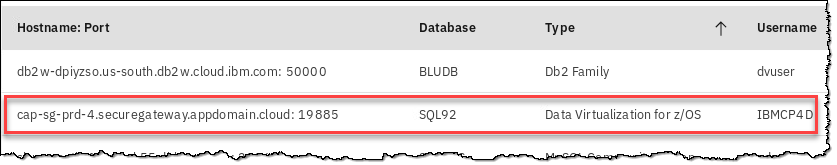 Hostname: Port Database Type Username
db2w-dpiyzso.us-south.db2w.cloud.ibm.com: 50000 BLUDB Db2 Family dvuser
cap-sg-prd-4.securegateway.appdomain.cloud: 19885 SQL92 Data Virtualization for z/OS IBMCP4D